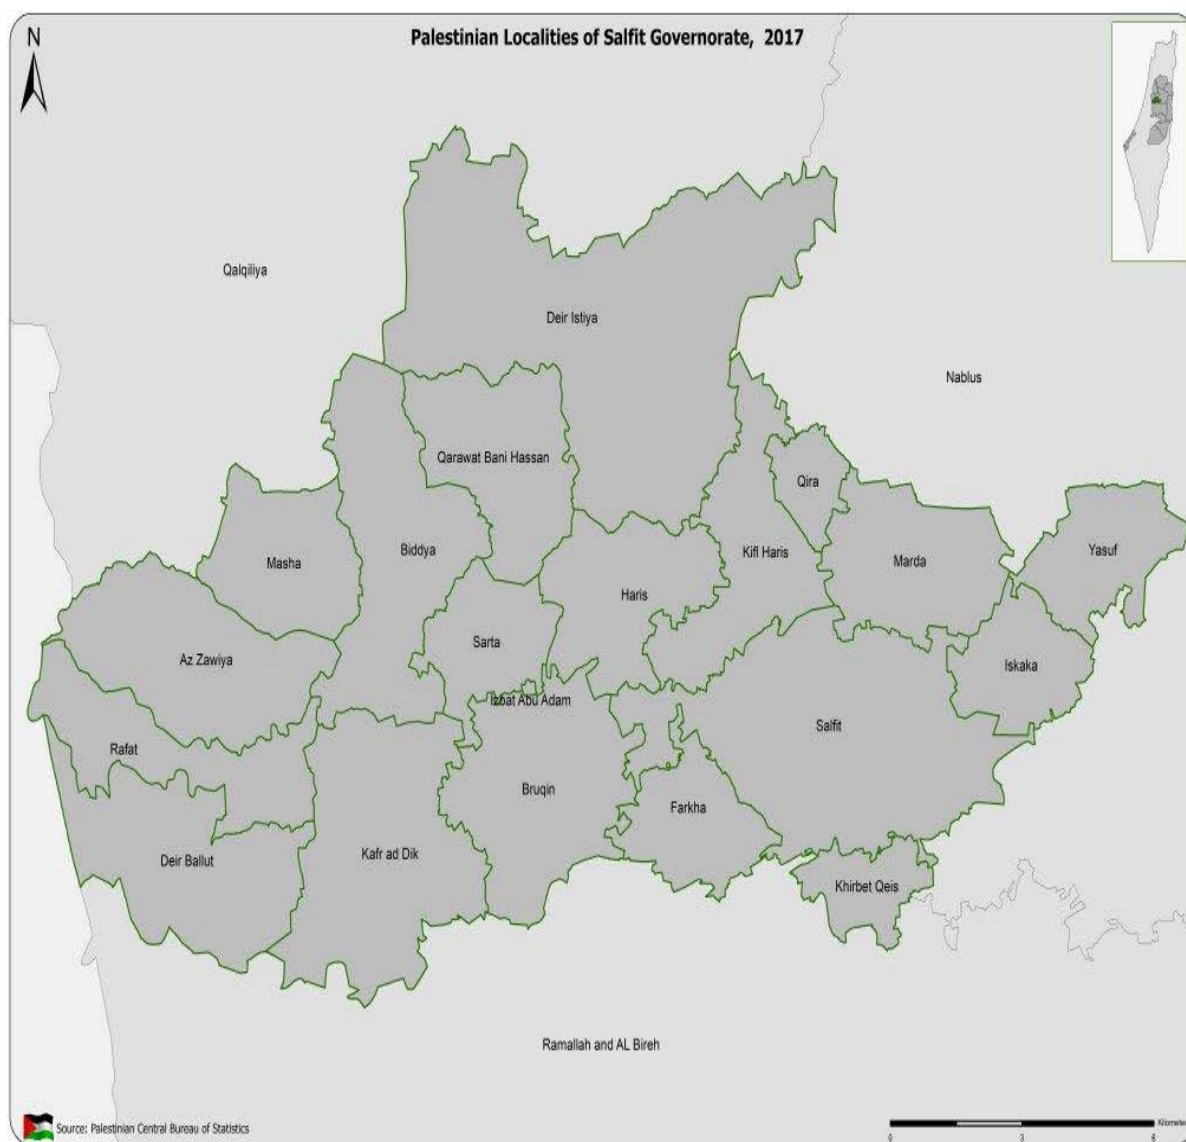 Palestinian Localities of Salfit Governorate, 2017
N
Qalqiliya
Deir Istiya
Nablus
Qarawat Bani Hassan
Qira
Biddya
Kifl Haris
Yasuf
Masha
Marda
Haris
Sarta
Az Zawiya
Iskaka
Izbat Abu Adam
Salfit
Rafat
Bruqin
Farkha
Kafr ad Dik
Deir Ballut
Khirbet Qeis
Ramallah and AL Bireh
Source: Palestinian Central Bureau of Statistics
0 3 6